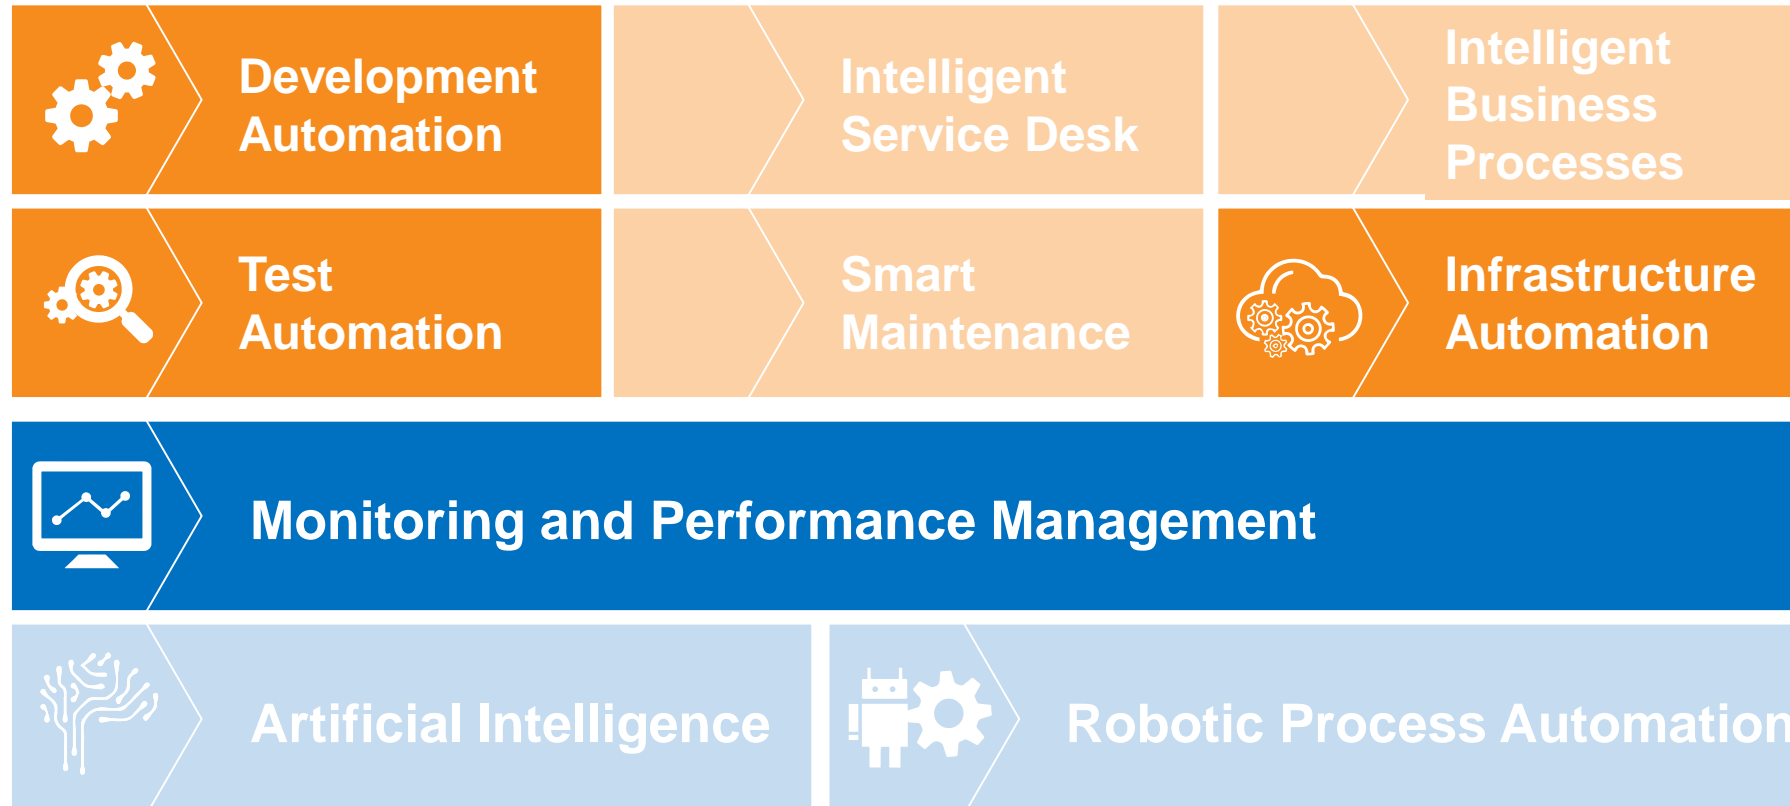 Development
Automation
Intelligent
Service Desk
Intelligent
Business
Processes
Test
Automation
Smart
Maintenance
Infrastructure
Automation
Monitoring and Performance Management
Artificial Intelligence
Robotic Process Automation